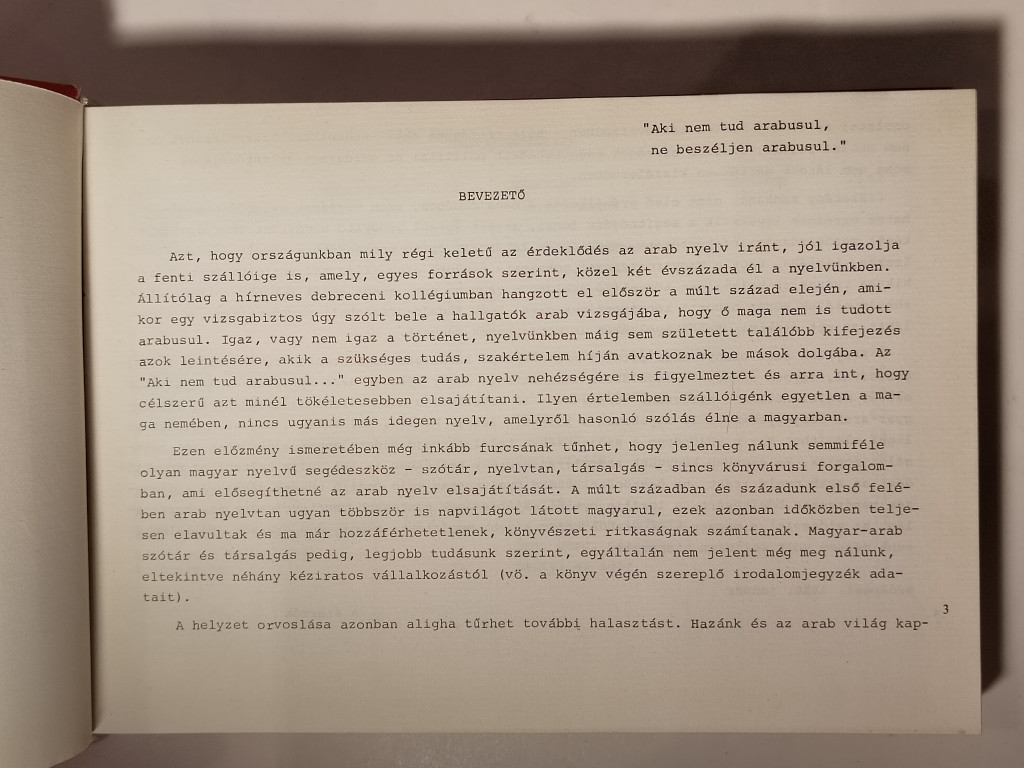 "Aki nem tud arabusul,
ne beszéljen arabusul."
BEVEZETŐ
Azt, hogy országunkban mily régi keletű az érdeklődés az arab nyelv iránt, jól igazolja
a fenti szállóige is, amely, egyes források szerint, közel két évszázada él a nyelvünkben.
Állítólag a hírneves debreceni kollégiumban hangzott el először a múlt század elején, ami-
kor egy vizsgabiztos úgy szólt bele a hallgatók arab vizsgájába, hogy ő maga nem is tudott
arabusul. Igaz, vagy nem igaz a történet, nyelvünkben máig sem született találóbb kifejezés
azok leintésére, akik a szükséges tudás, szakértelem híján avatkoznak be mások dolgába. Az
"Aki nem tud arabusul..." egyben az arab nyelv nehézségére is figyelmeztet és arra int, hogy
célszerű azt minél tökéletesebben elsajátítani. Ilyen értelemben szállóigénk egyetlen a ma-
ga nemében, nincs ugyanis más idegen nyelv, amelyről hasonló szólás élne a magyarban.
Ezen előzmény ismeretében még inkább furcsának tűnhet, hogy jelenleg nálunk semmiféle
olyan magyar nyelvű segédeszköz - szótár, nyelvtan, társalgás - sincs könyvárusi forgalom-
ban, ami elősegíthetné az arab nyelv elsajátítását. A múlt században és századunk első felé-
ben arab nyelvtan ugyan többször is napvilágot látott magyarul, ezek azonban időközben telje-
sen elavultak és ma már hozzáférhetetlenek, könyvészeti ritkaságnak számítanak. Magyar-arab
szótár és társalgás pedig, legjobb tudásunk szerint, egyáltalán nem jelent még meg nálunk,
eltekintve néhány kéziratos vállalkozástól (vö. a könyv végén szereplő irodalomjegyzék ada-
tait).
3
A helyzet orvoslása azonban aligha tűrhet további halasztást. Hazánk és az arab világ kap-